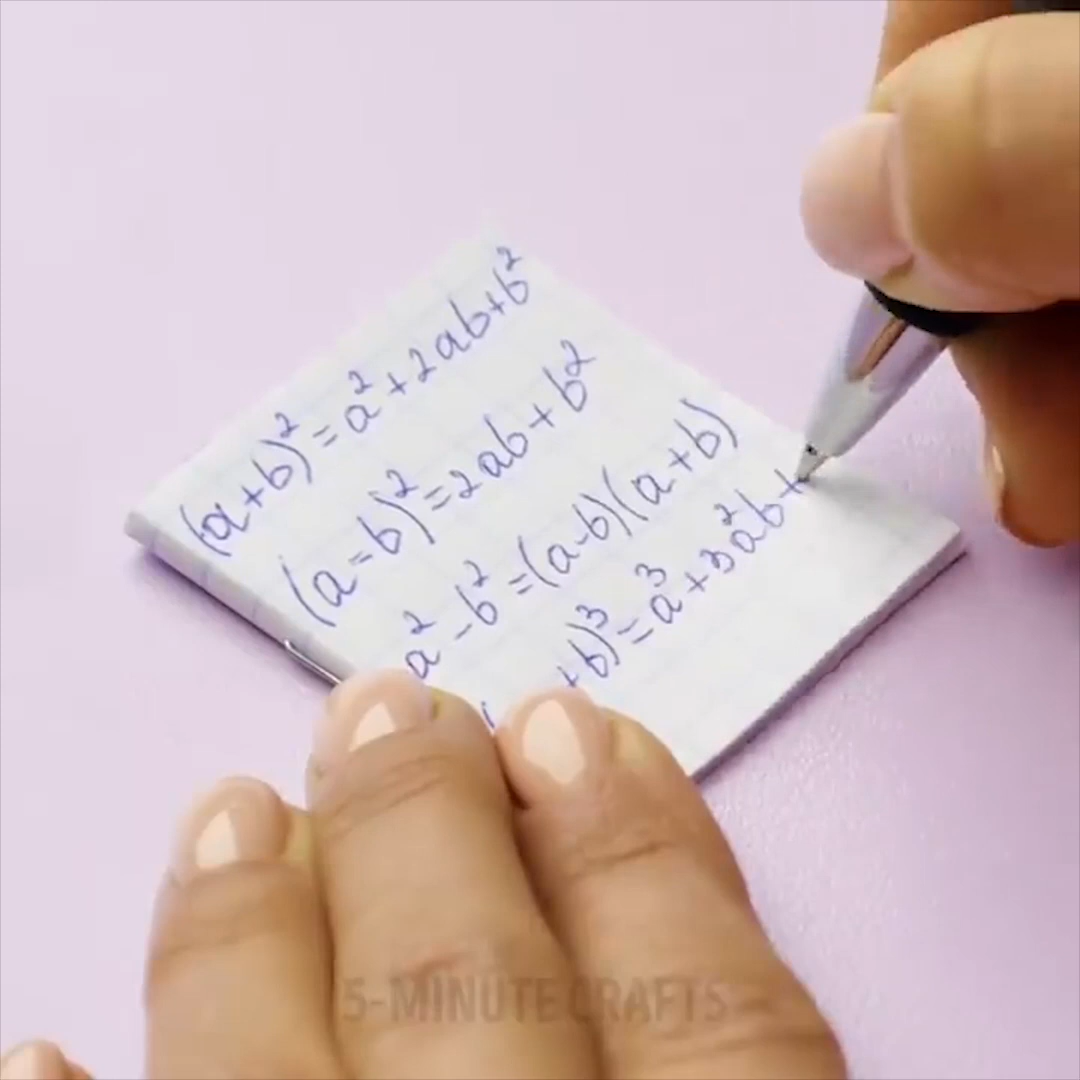 (a+b)² = a² + 2ab + b²
(a-b)² = 2ab + b²
a² - b² = (a-b)(a+b)
( +b)³ = a³ + 3a²b +
5-MINUTE CRAFTS